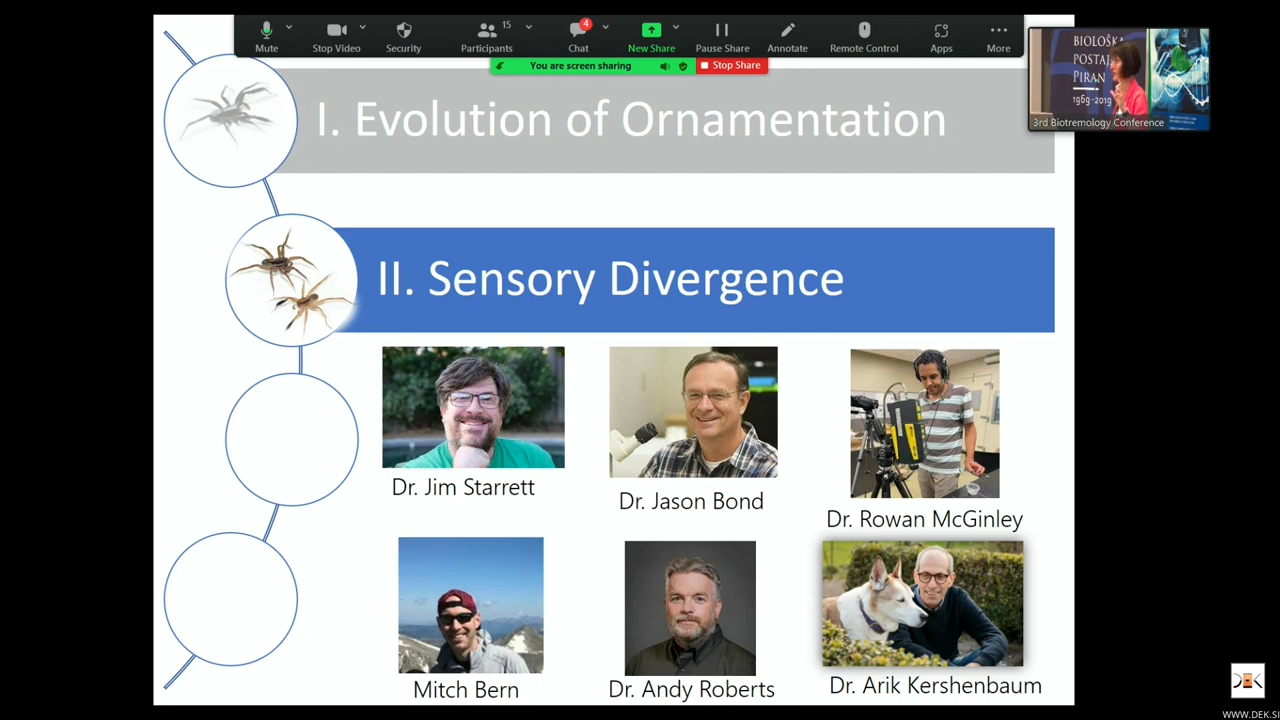 15
4
Mute
Stop Video
Security
Participants
Chat
New Share
Pause Share
Annotate
Remote Control
Apps
More
You are screen sharing
Stop Share
BIOLOŠKA
POSTAJA
PIRAN
1969-2019
3rd Biotremology Conference
I. Evolution of Ornamentation
II. Sensory Divergence
Dr. Jim Starrett
Dr. Jason Bond
Dr. Rowan McGinley
Mitch Bern
Dr. Andy Roberts
Dr. Arik Kershenbaum
WWW.DEK.SI